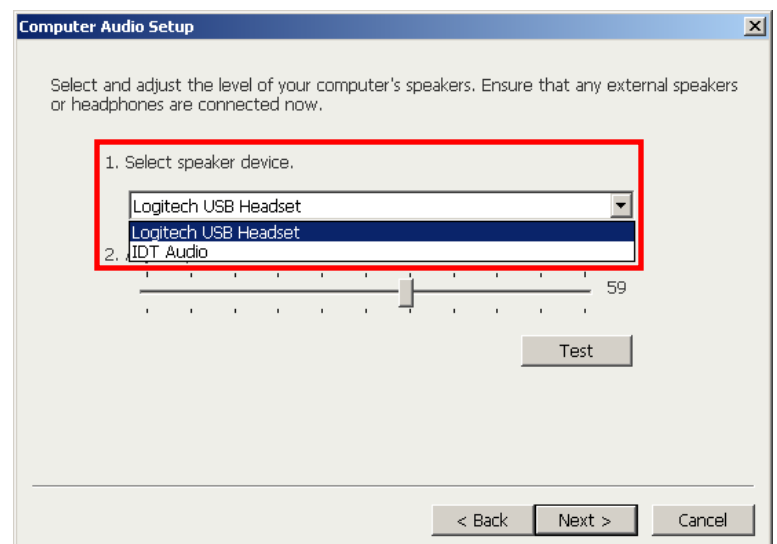 Computer Audio Setup
Select and adjust the level of your computer's speakers. Ensure that any external speakers
or headphones are connected now.
1. Select speaker device.
Logitech USB Headset
Logitech USB Headset
IDT Audio
2.
59
Test
< Back
Next >
Cancel